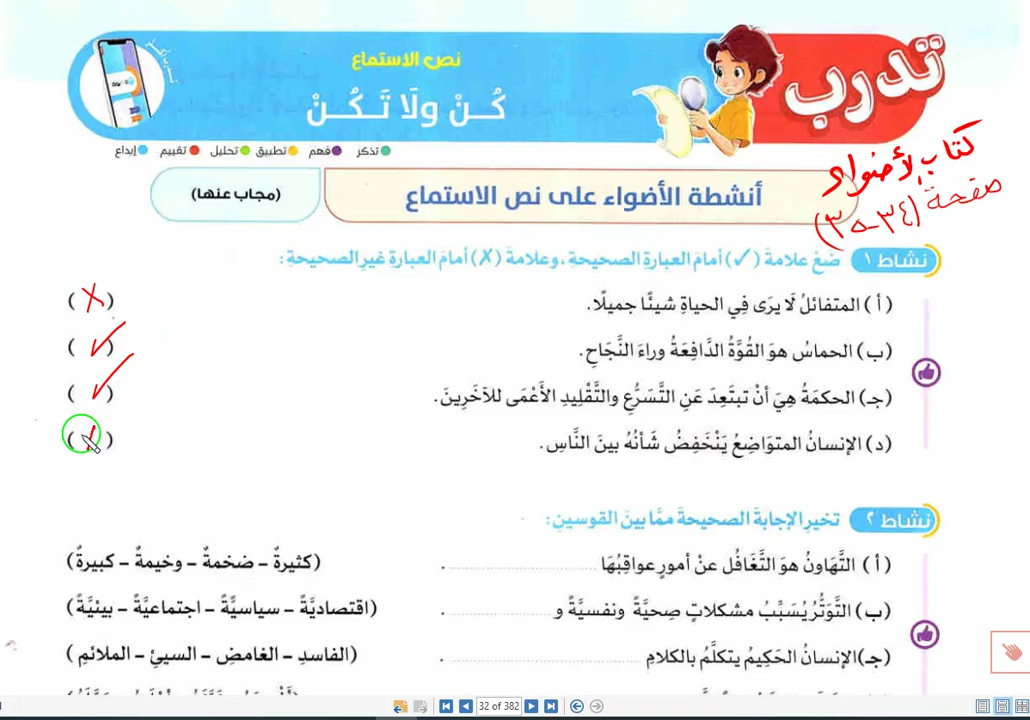 تدرب
نص الاستماع
كُنْ ولَا تَكُنْ
تذكر فهم تطبيق تحليل تقييم إبداع
كتاب الأضواء
صفحة (٣٤-٣٥)
أنشطة الأضواء على نص الاستماع
(مجاب عنها)
نشاط ١ ضعْ علامةَ (✓) أمامَ العبارةِ الصحيحةِ، وعلامةَ (✗) أمامَ العبارةِ غيرِ الصحيحةِ:
(أ) المتفائلُ لَا يرَى فِي الحياةِ شيئًا جميلًا. (✗)
(ب) الحماسُ هوَ القُوَّةُ الدَّافِعَةُ وراءَ النَّجَاحِ. (✓)
(جـ) الحكمَةُ هِيَ أنْ تبتَعِدَ عَنِ التَّسَرُّعِ والتَّقْلِيدِ الأَعْمَى للآخَرِينَ. (✓)
(د) الإنسانُ المتوَاضِعُ يَنْخَفِضُ شَأنُهُ بينَ النَّاسِ. ( )
نشاط ٢ تخيرِ الإجابةَ الصحيحةَ ممَّا بينَ القوسينِ:
(أ) التَّهَاونُ هوَ التَّغَافُل عنْ أمورٍ عواقِبُهَا .......... . (كثيرةٌ – ضخمةٌ – وخيمةٌ – كبيرةٌ)
(ب) التَّوَتُّرُ يُسَبِّبُ مشكلاتٍ صِحيَّةً ونفسيَّةً و .......... . (اقتصاديَّةً – سياسيَّةً – اجتماعيَّةً – بيئيَّةً)
(جـ) الإنسانُ الحَكِيمُ يتكلَّمُ بالكلامِ .......... . (الفاسدِ – الغامضِ – السيئِ – الملائمِ)
32 of 382